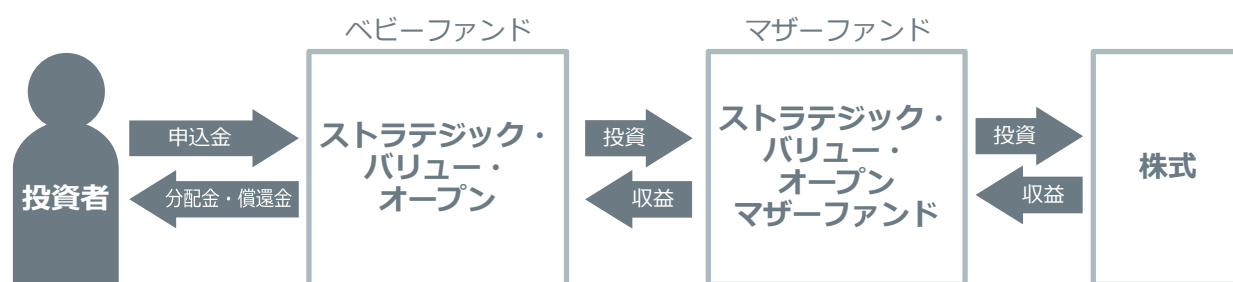 ベビーファンド
マザーファンド
投資者
申込金
分配金・償還金
ストラテジック・
バリュー・
オープン
投資
収益
ストラテジック・
バリュー・
オープン
マザーファンド
投資
収益
株式